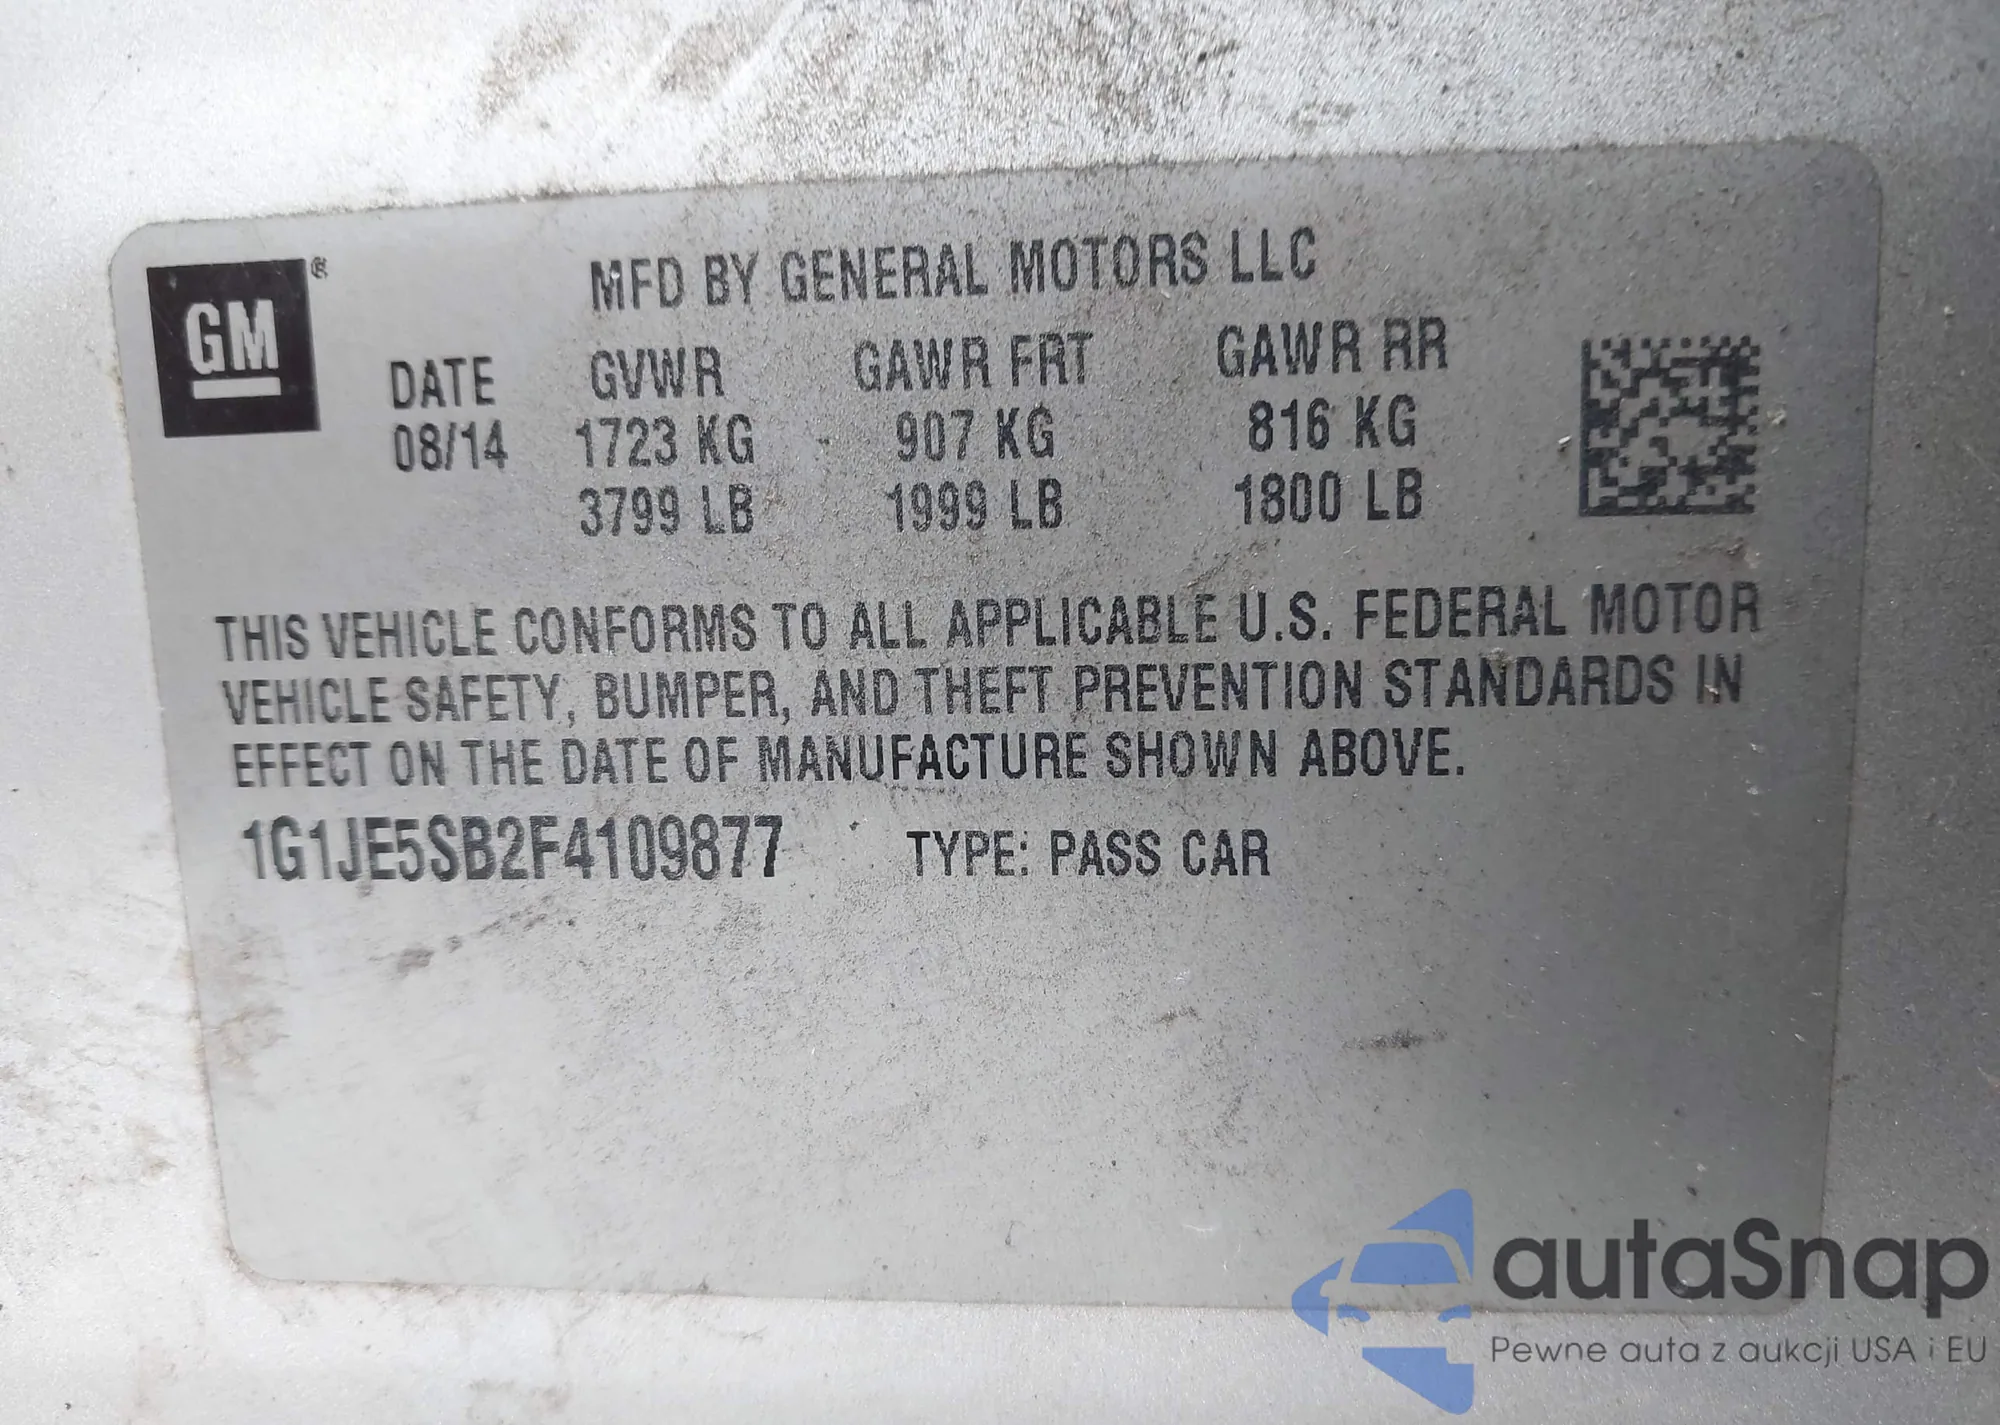 GM ®
MFD BY GENERAL MOTORS LLC
DATE GVWR GAWR FRT GAWR RR
08/14 1723 KG 907 KG 816 KG
3799 LB 1999 LB 1800 LB
THIS VEHICLE CONFORMS TO ALL APPLICABLE U.S. FEDERAL MOTOR
VEHICLE SAFETY, BUMPER, AND THEFT PREVENTION STANDARDS IN
EFFECT ON THE DATE OF MANUFACTURE SHOWN ABOVE.
1G1JE5SB2F4109877 TYPE: PASS CAR
autaSnap
Pewne auta z aukcji USA i EU